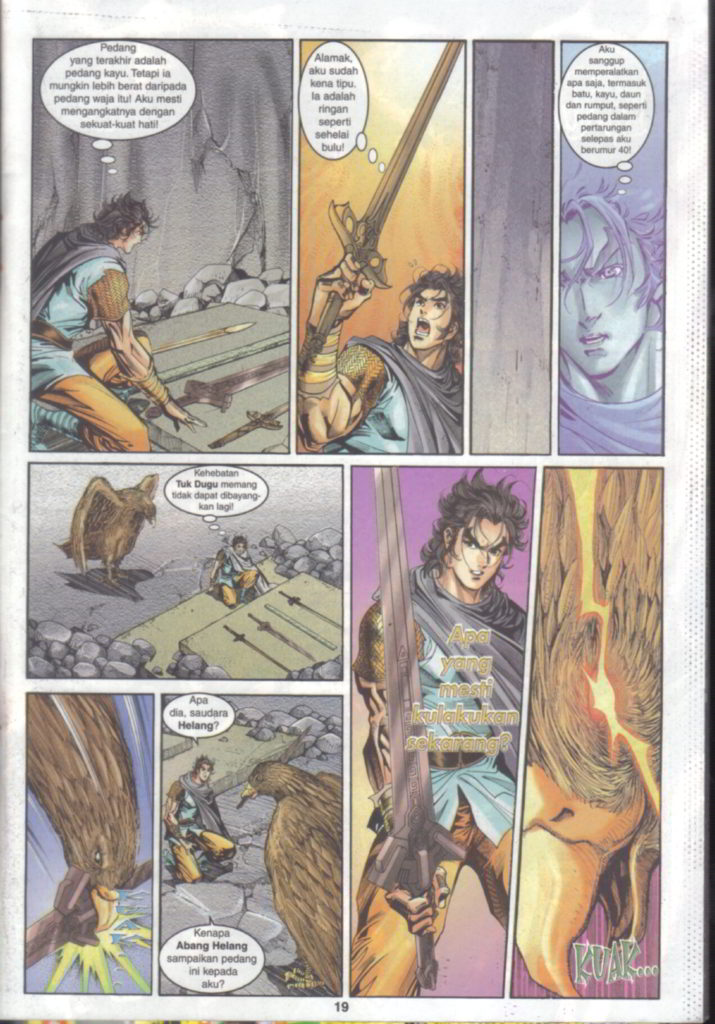 Pedang
yang terakhir adalah
pedang kayu. Tetapi ia
mungkin lebih berat daripada
pedang waja itu! Aku mesti
mengangkatnya dengan
sekuat-kuat hati!
Alamak,
aku sudah
kena tipu.
Ia adalah
ringan
seperti
sehelai
bulu!
Aku
sanggup
memperalatkan
apa saja, termasuk
batu, kayu, daun
dan rumput, seperti
pedang dalam
pertarungan
selepas aku
berumur 40!
Kehebatan
Tuk Dugu memang
tidak dapat dibayang-
kan lagi!
Apa
yang
mesti
kulakukan
sekarang?
KUAK...
Apa
dia, saudara
Helang?
Kenapa
Abang Helang
sampaikan pedang
ini kepada
aku?
19